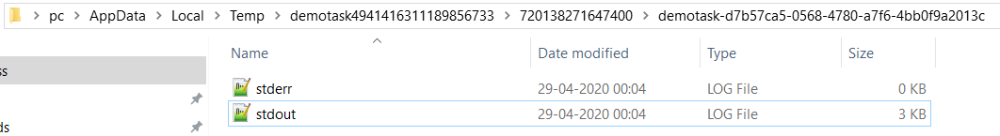 pc > AppData > Local > Temp > demotask4941416311189856733 > 720138271647400 > demotask-d7b57ca5-0568-4780-a7f6-4bb0f9a2013c
Name Date modified Type Size
ss
stderr 29-04-2020 00:04 LOG File 0 KB
stdout 29-04-2020 00:04 LOG File 3 KB
ds